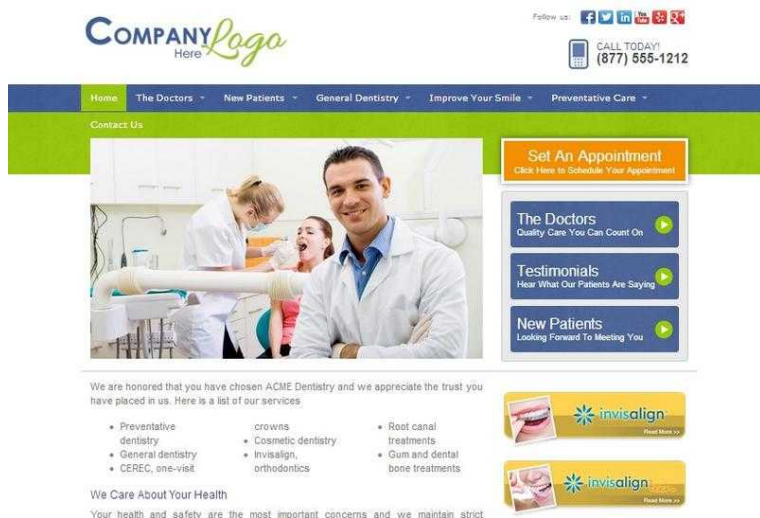 COMPANY Logo
Here
Follow us:
You
Tube
CALL TODAY!
(877) 555-1212
Home The Doctors New Patients General Dentistry Improve Your Smile Preventative Care
Contact Us
Set An Appointment
Click Here to Schedule Your Appointment
The Doctors
Quality Care You Can Count On
Testimonials
Hear What Our Patients Are Saying
New Patients
Looking Forward To Meeting You
We are honored that you have chosen ACME Dentistry and we appreciate the trust you
have placed in us. Here is a list of our services
Preventative
dentistry
General dentistry
CEREC, one-visit
crowns
Cosmetic dentistry
Invisalign,
orthodontics
Root canal
treatments
Gum and dental
bone treatments
We Care About Your Health
Your health and safety are the most important concerns and we maintain strict
invisalign
Read More >>
invisalign
Read More >>